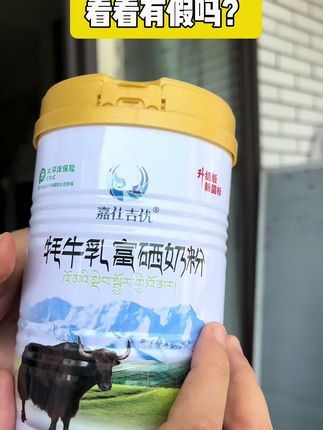 看看有假吗？
太平洋保险
CPIC
升级版
新国标
嘉仕吉优®
牦牛乳富硒奶粉